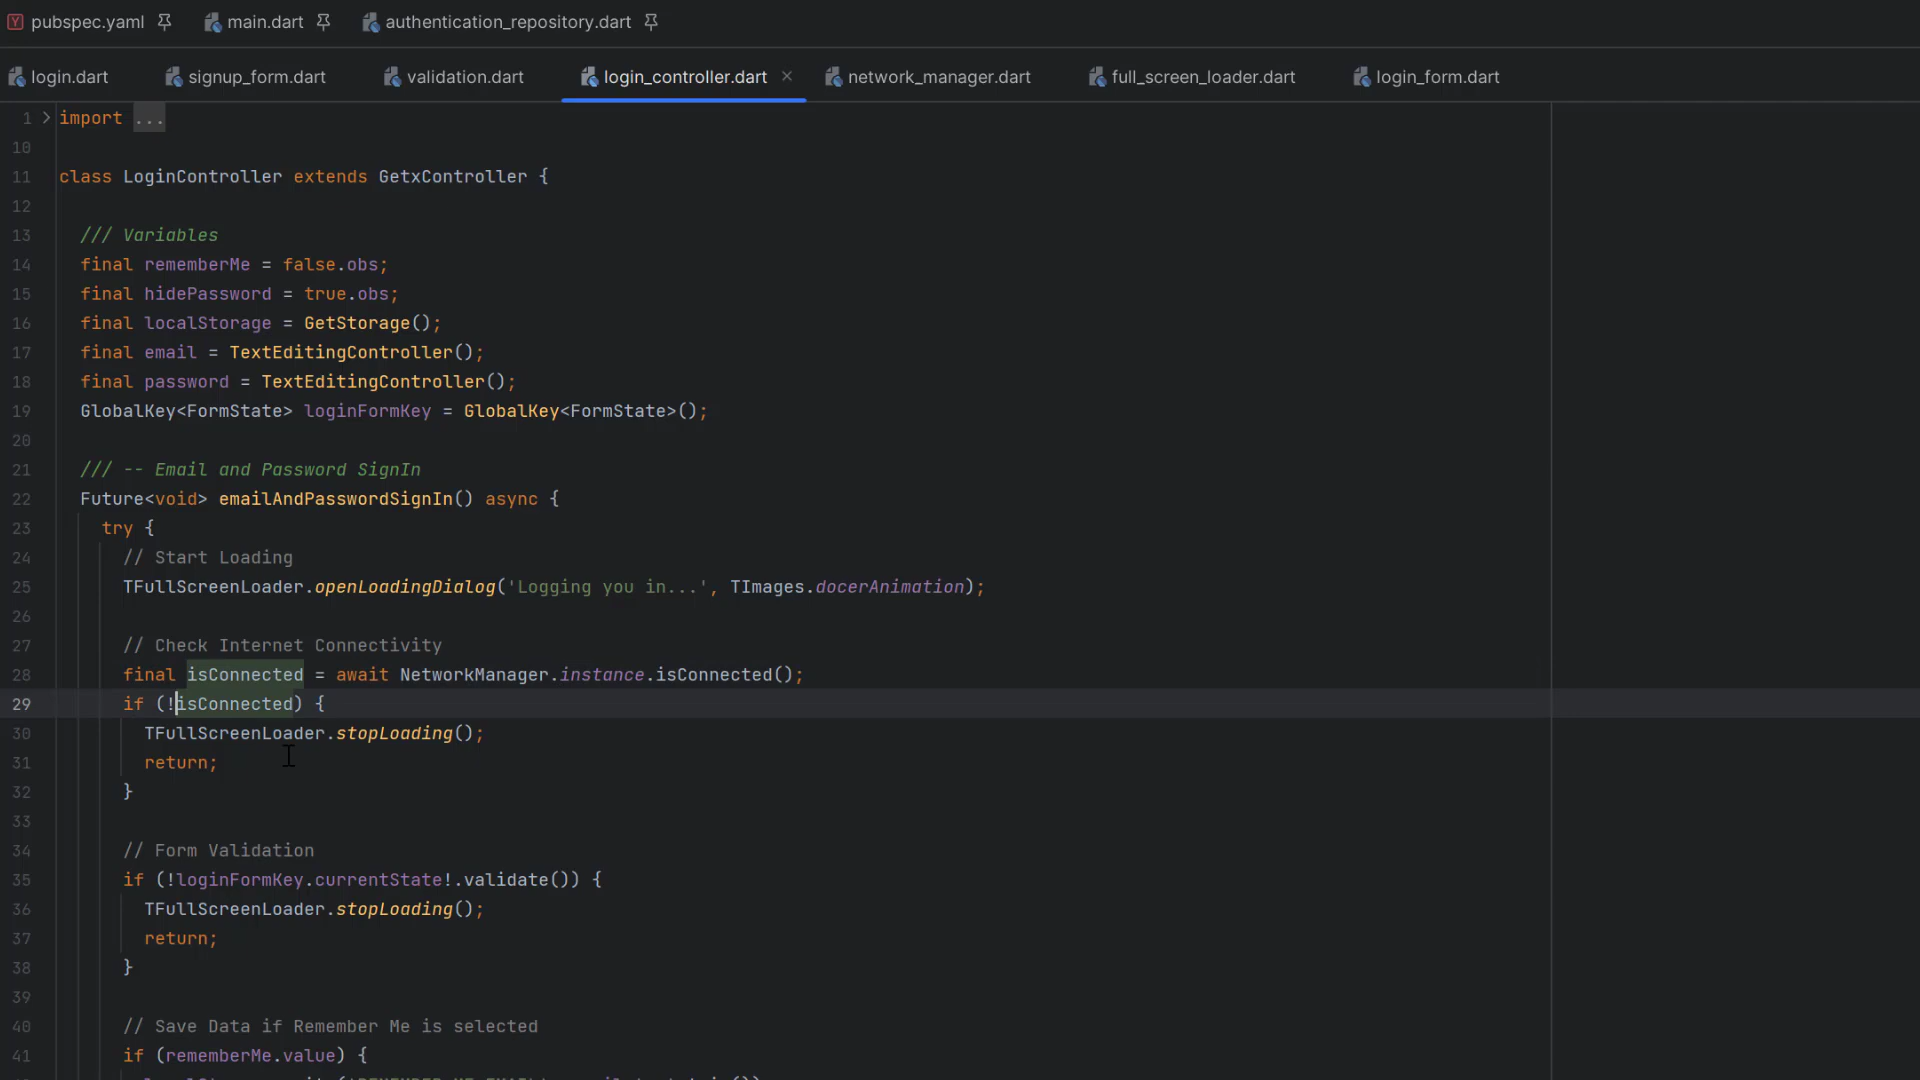 pubspec.yaml main.dart authentication_repository.dart
login.dart signup_form.dart validation.dart login_controller.dart network_manager.dart full_screen_loader.dart login_form.dart
1 import ...
10
11 class LoginController extends GetxController {
12
13 /// Variables
14 final rememberMe = false.obs;
15 final hidePassword = true.obs;
16 final localStorage = GetStorage();
17 final email = TextEditingController();
18 final password = TextEditingController();
19 GlobalKey<FormState> loginFormKey = GlobalKey<FormState>();
20
21 /// -- Email and Password SignIn
22 Future<void> emailAndPasswordSignIn() async {
23 try {
24 // Start Loading
25 TFullScreenLoader.openLoadingDialog('Logging you in...', TImages.docerAnimation);
26
27 // Check Internet Connectivity
28 final isConnected = await NetworkManager.instance.isConnected();
29 if (!isConnected) {
30 TFullScreenLoader.stopLoading();
31 return;
32 }
33
34 // Form Validation
35 if (!loginFormKey.currentState!.validate()) {
36 TFullScreenLoader.stopLoading();
37 return;
38 }
39
40 // Save Data if Remember Me is selected
41 if (rememberMe.value) {